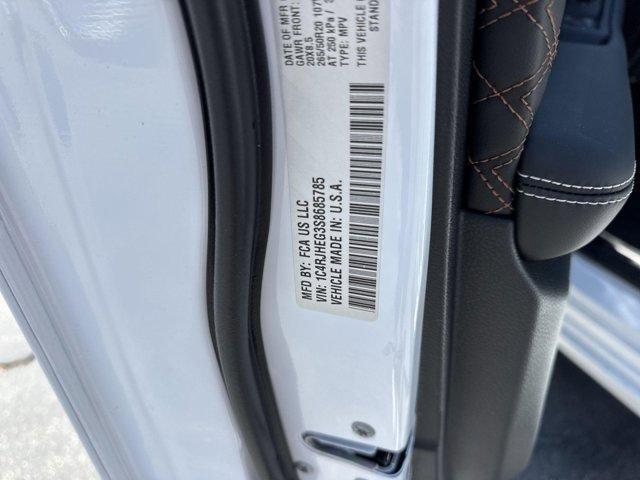 DATE OF MFR
GAWR FRONT
20X8.5
265/50R20 107
AT 250 kPa /
TYPE: MPV
THIS VEHICLE
STAND
MFD BY: FCA US LLC
VIN: 1C4RJHEG3S8685785
VEHICLE MADE IN: U.S.A.